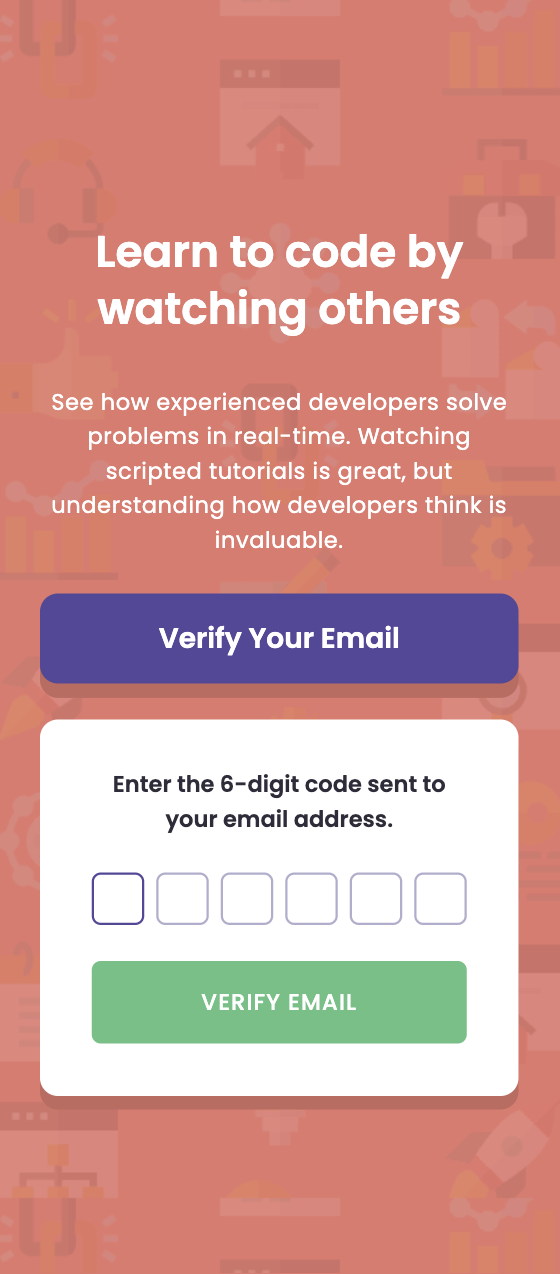 Learn to code by
watching others
See how experienced developers solve
problems in real-time. Watching
scripted tutorials is great, but
understanding how developers think is
invaluable.
Verify Your Email
Enter the 6-digit code sent to
your email address.
VERIFY EMAIL